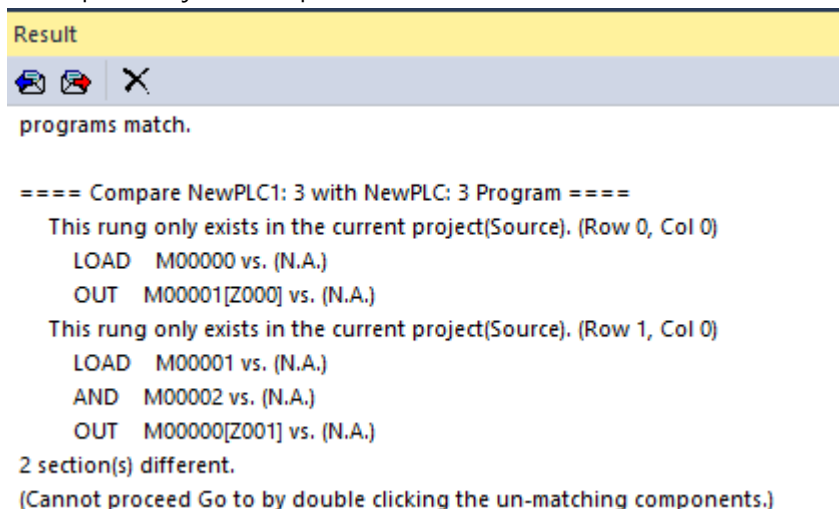 Result
programs match.
==== Compare NewPLC1: 3 with NewPLC: 3 Program ====
This rung only exists in the current project(Source). (Row 0, Col 0)
LOAD M00000 vs. (N.A.)
OUT M00001[Z000] vs. (N.A.)
This rung only exists in the current project(Source). (Row 1, Col 0)
LOAD M00001 vs. (N.A.)
AND M00002 vs. (N.A.)
OUT M00000[Z001] vs. (N.A.)
2 section(s) different.
(Cannot proceed Go to by double clicking the un-matching components.)